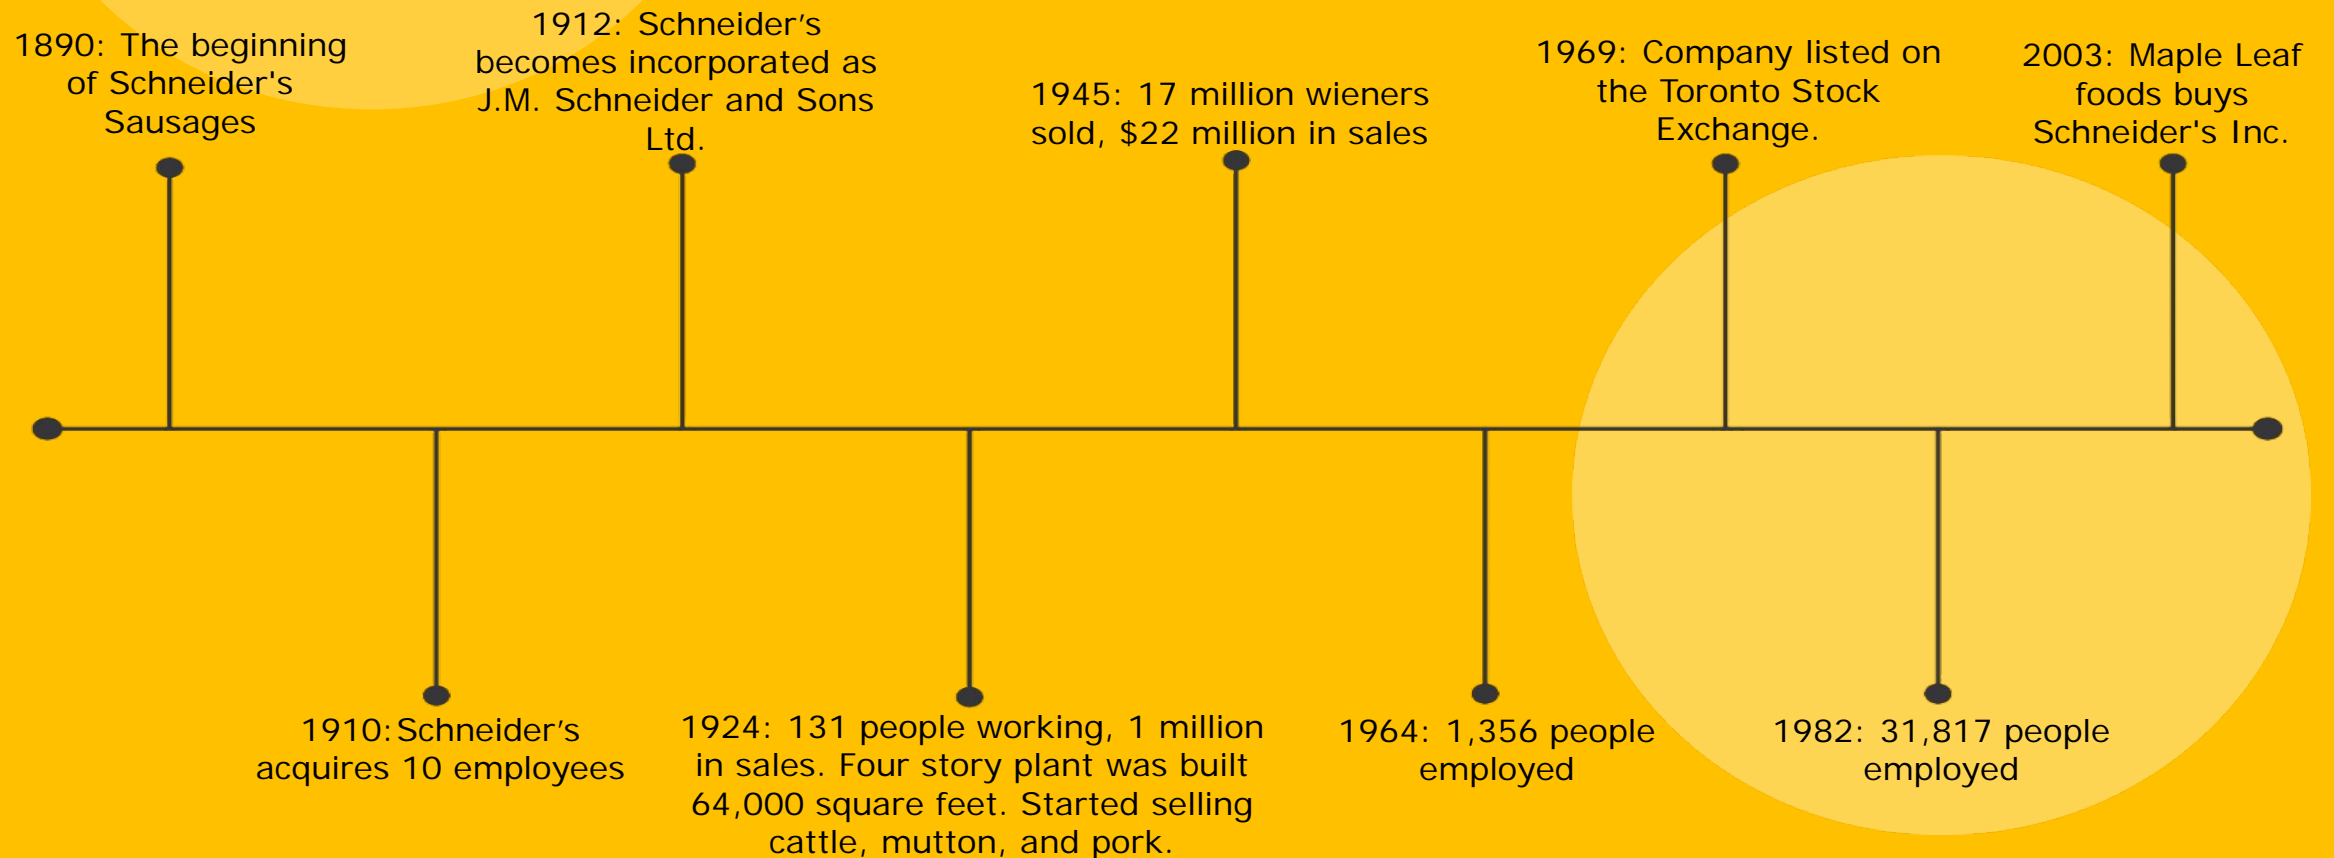 1890: The beginning
of Schneider's
Sausages
1912: Schneider’s
becomes incorporated as
J.M. Schneider and Sons
Ltd.
1945: 17 million wieners
sold, $22 million in sales
1969: Company listed on
the Toronto Stock
Exchange.
2003: Maple Leaf
foods buys
Schneider's Inc.
1910:Schneider’s
acquires 10 employees
1924: 131 people working, 1 million
in sales. Four story plant was built
64,000 square feet. Started selling
cattle, mutton, and pork.
1964: 1,356 people
employed
1982: 31,817 people
employed